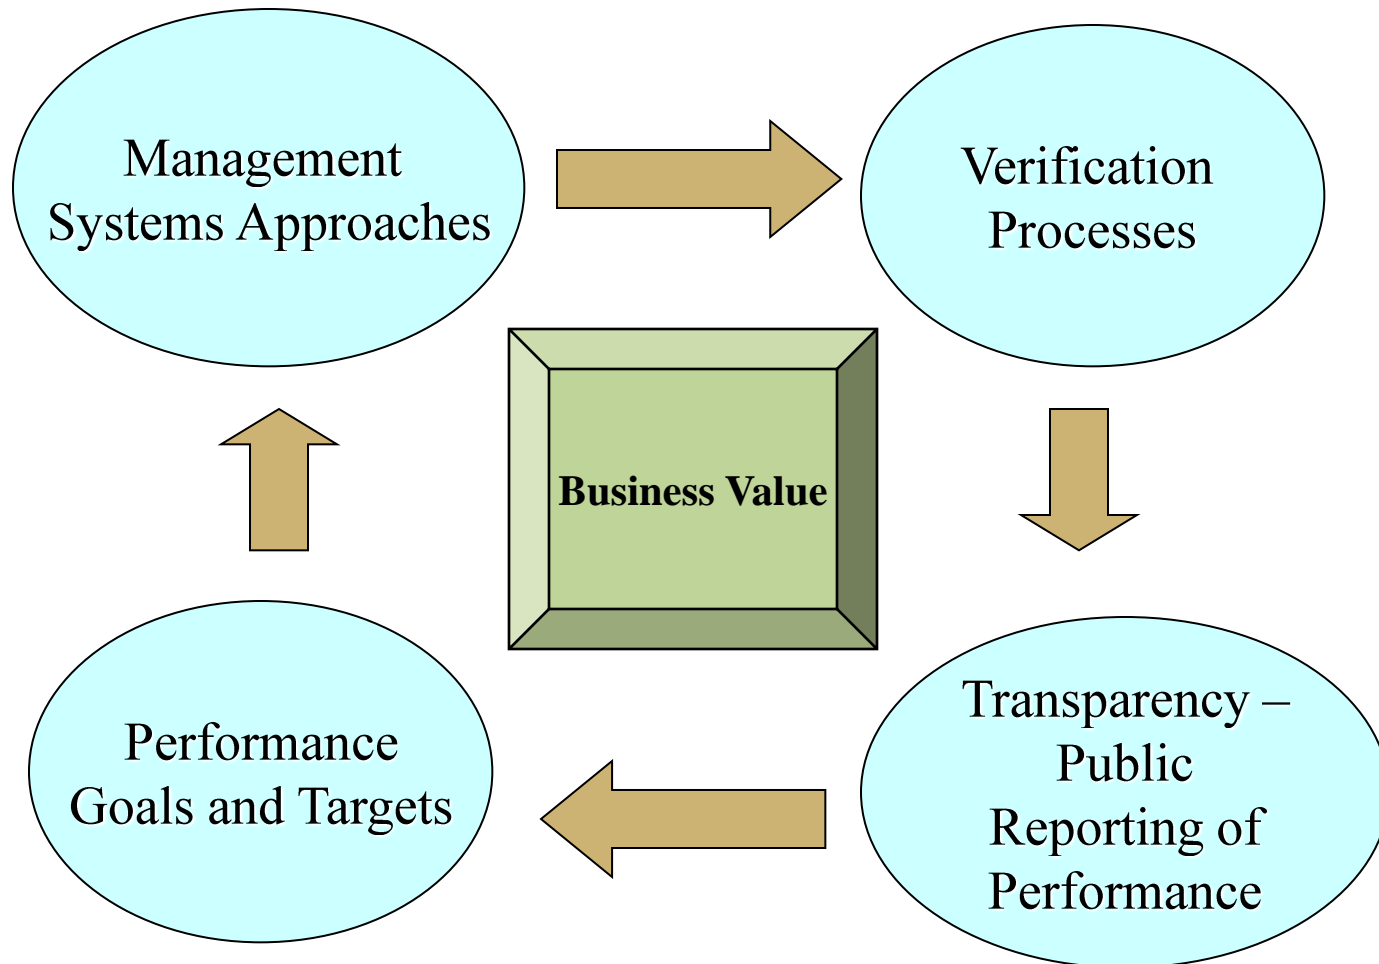 Management
Systems Approaches
Verification
Processes
Business Value
Performance
Goals and Targets
Transparency –
Public
Reporting of
Performance